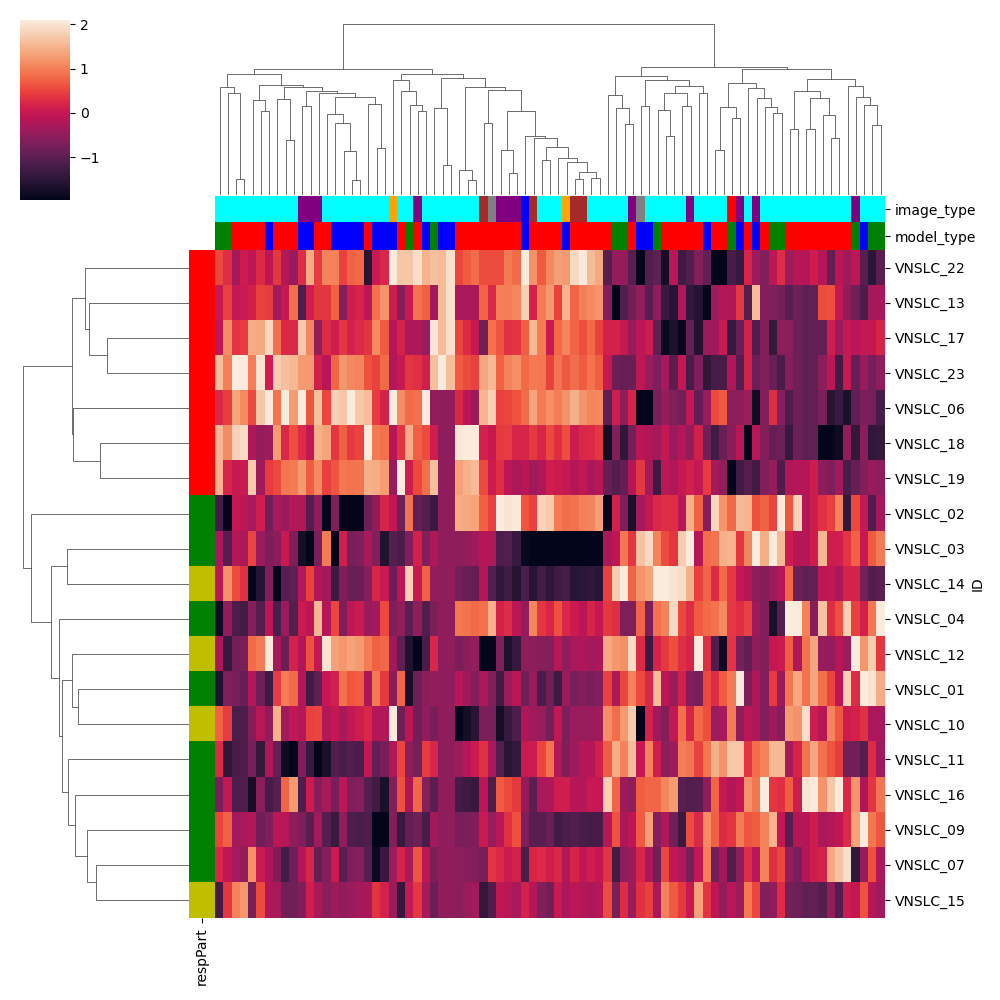 2
1
0
−1
image_type
model_type
VNSLC_22
VNSLC_13
VNSLC_17
VNSLC_23
VNSLC_06
VNSLC_18
VNSLC_19
VNSLC_02
VNSLC_03
VNSLC_14
VNSLC_04
VNSLC_12
VNSLC_01
VNSLC_10
VNSLC_11
VNSLC_16
VNSLC_09
VNSLC_07
VNSLC_15
ID
respPart